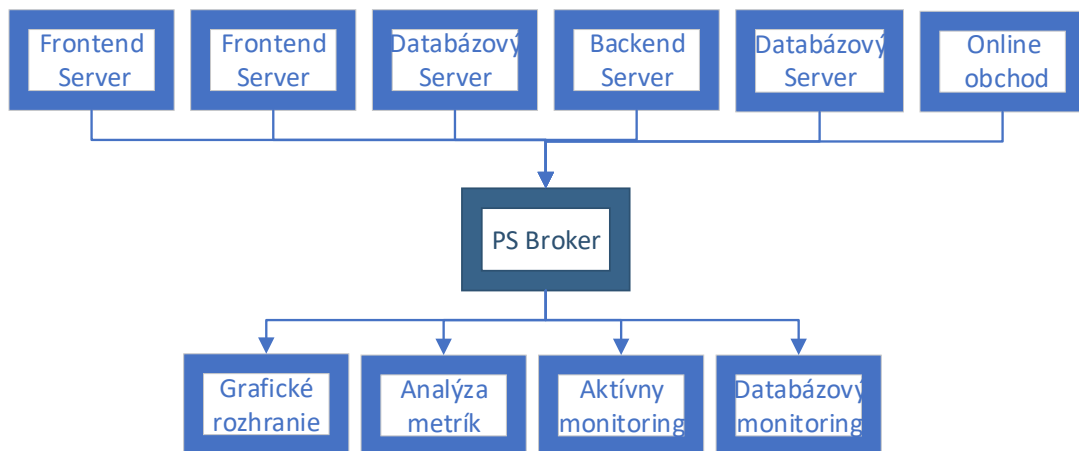 Frontend
Server
Frontend
Server
Databázový
Server
Backend
Server
Databázový
Server
Online
obchod
PS Broker
Grafické
rozhranie
Analýza
metrík
Aktívny
monitoring
Databázový
monitoring